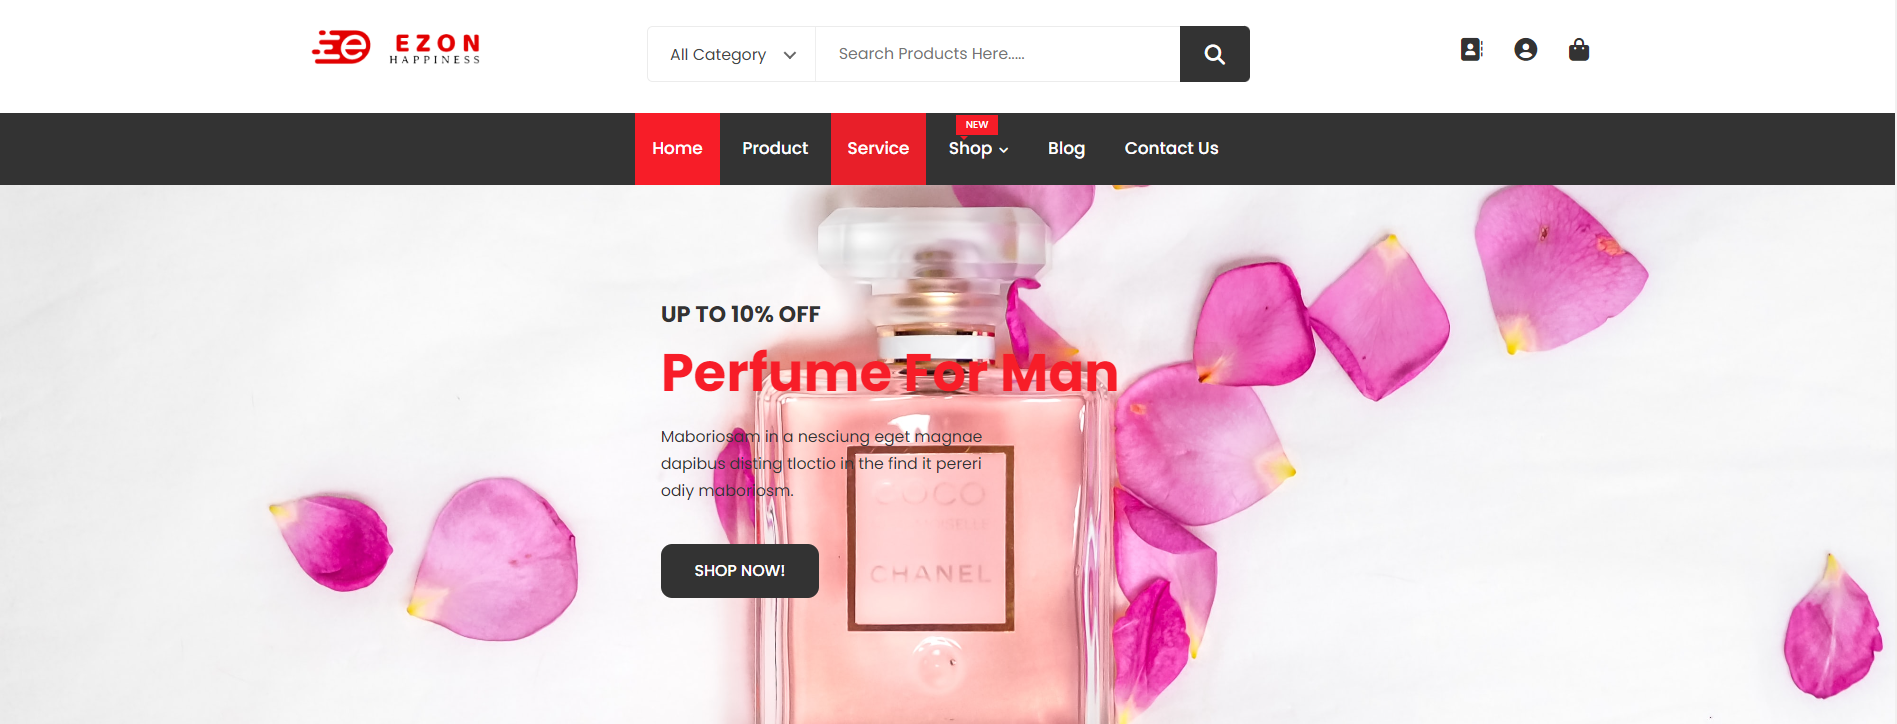 EZON
HAPPINESS
All Category
Search Products Here.....
Home
Product
Service
NEW
Shop
Blog
Contact Us
UP TO 10% OFF
Perfume For Man
Maboriosam in a nesciung eget magnae
dapibus disting tloctio in the find it pereri
odiy maboriosm.
COCO
CHANEL
SHOP NOW!